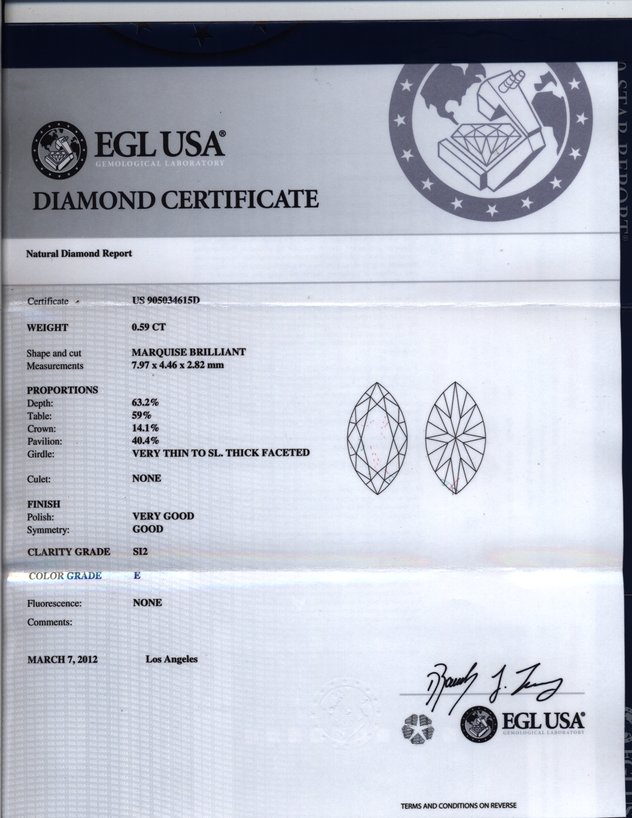 EGL USA®
GEMOLOGICAL LABORATORY
DIAMOND CERTIFICATE
Natural Diamond Report
Certificate US 905034615D
WEIGHT 0.59 CT
Shape and cut MARQUISE BRILLIANT
Measurements 7.97 x 4.46 x 2.82 mm
PROPORTIONS
Depth: 63.2%
Table: 59%
Crown: 14.1%
Pavilion: 40.4%
Girdle: VERY THIN TO SL. THICK FACETED
Culet: NONE
FINISH
Polish: VERY GOOD
Symmetry: GOOD
CLARITY GRADE SI2
COLOR GRADE E
Fluorescence: NONE
Comments:
MARCH 7, 2012 Los Angeles
EGL USA®
GEMOLOGICAL LABORATORY
TERMS AND CONDITIONS ON REVERSE
STAR REPORT®